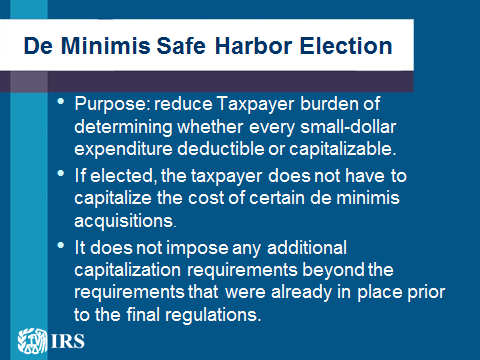 De Minimis Safe Harbor Election
• Purpose: reduce Taxpayer burden of
determining whether every small-dollar
expenditure deductible or capitalizable.
• If elected, the taxpayer does not have to
capitalize the cost of certain de minimis
acquisitions.
• It does not impose any additional
capitalization requirements beyond the
requirements that were already in place prior
to the final regulations.
IRS